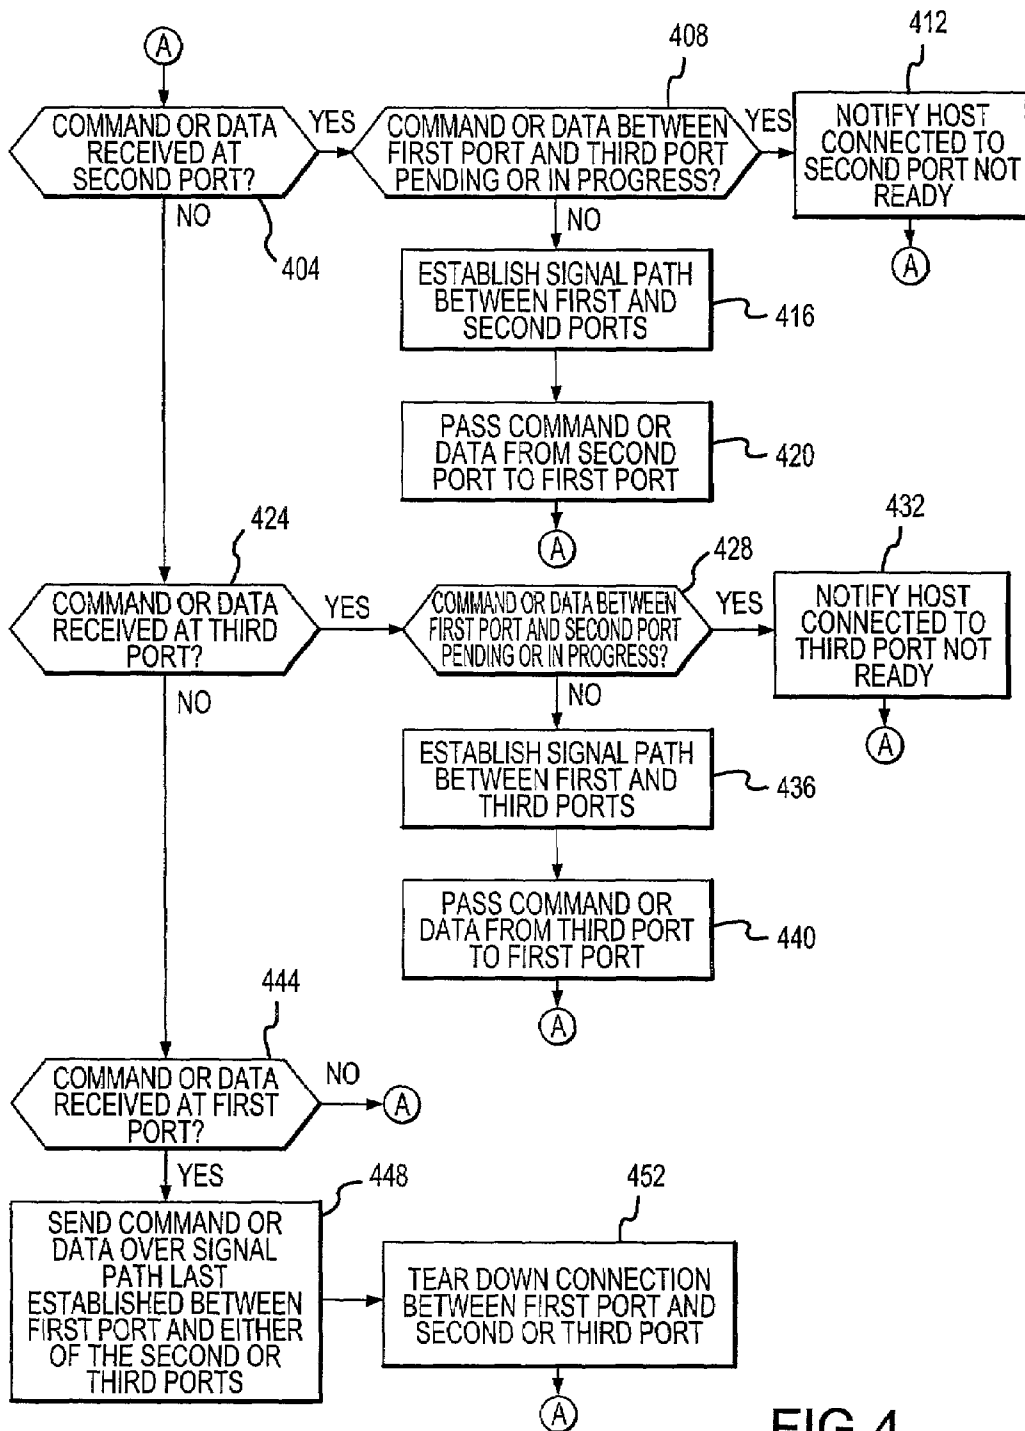 A
COMMAND OR DATA
RECEIVED AT
SECOND PORT?
404
YES
NO
408
COMMAND OR DATA BETWEEN
FIRST PORT AND THIRD PORT
PENDING OR IN PROGRESS?
YES
NO
412
NOTIFY HOST
CONNECTED TO
SECOND PORT NOT
READY
A
ESTABLISH SIGNAL PATH
BETWEEN FIRST AND
SECOND PORTS
416
PASS COMMAND OR
DATA FROM SECOND
PORT TO FIRST PORT
420
A
424
COMMAND OR DATA
RECEIVED AT THIRD
PORT?
YES
NO
428
COMMAND OR DATA BETWEEN
FIRST PORT AND SECOND PORT
PENDING OR IN PROGRESS?
YES
NO
432
NOTIFY HOST
CONNECTED TO
THIRD PORT NOT
READY
A
ESTABLISH SIGNAL PATH
BETWEEN FIRST AND
THIRD PORTS
436
PASS COMMAND OR
DATA FROM THIRD PORT
TO FIRST PORT
440
A
444
COMMAND OR DATA
RECEIVED AT FIRST
PORT?
NO
A
YES
448
SEND COMMAND OR
DATA OVER SIGNAL
PATH LAST
ESTABLISHED BETWEEN
FIRST PORT AND EITHER
OF THE SECOND OR
THIRD PORTS
452
TEAR DOWN CONNECTION
BETWEEN FIRST PORT AND
SECOND OR THIRD PORT
A
FIG.4